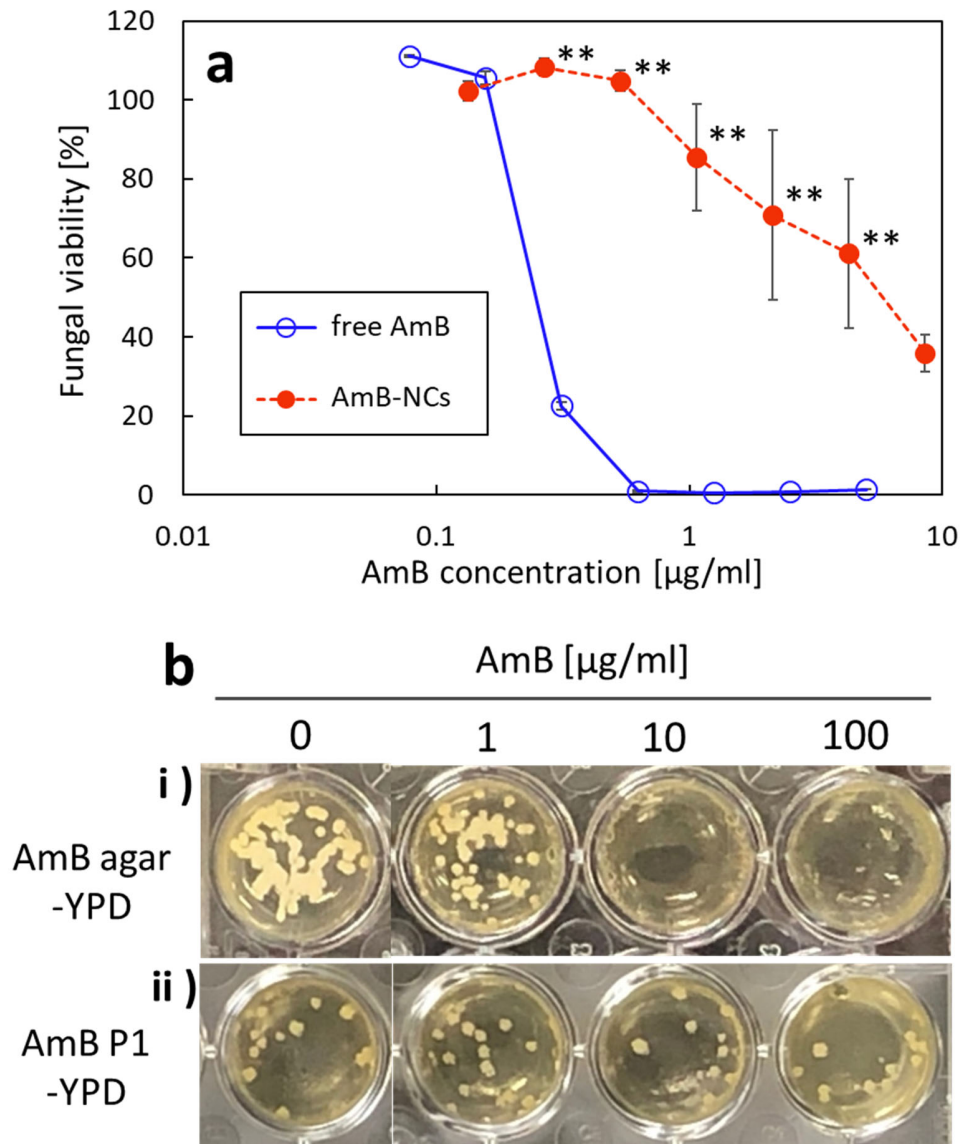 120
100
80
60
40
20
0
Fungal viability [%]
a
**
**
**
**
**
free AmB
AmB-NCs
0.01
0.1
1
10
AmB concentration [µg/ml]
b
AmB [µg/ml]
0 1 10 100
i )
AmB agar
-YPD
ii )
AmB P1
-YPD